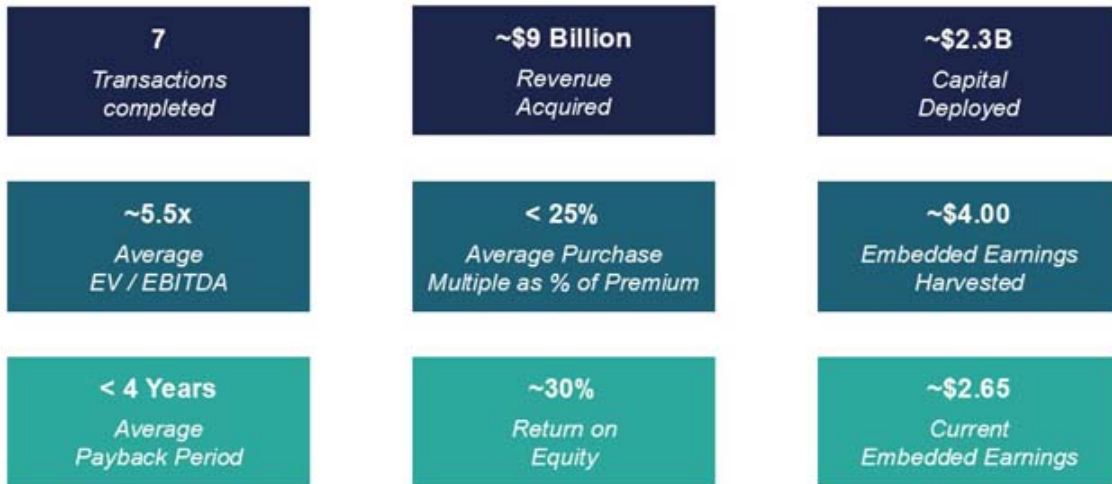 7
Transactions
completed
~$9 Billion
Revenue
Acquired
~$2.3B
Capital
Deployed
~5.5x
Average
EV / EBITDA
< 25%
Average Purchase
Multiple as % of Premium
~$4.00
Embedded Earnings
Harvested
< 4 Years
Average
Payback Period
~30%
Return on
Equity
~$2.65
Current
Embedded Earnings